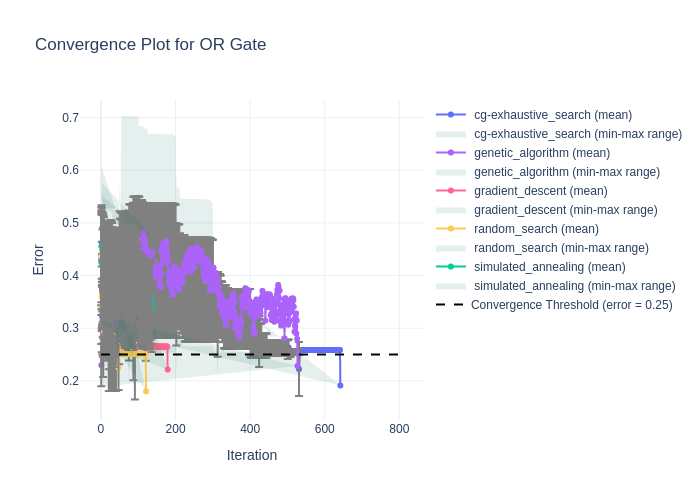 Convergence Plot for OR Gate
0.7
0.6
0.5
0.4
0.3
0.2
Error
0
200
400
600
800
Iteration
cg-exhaustive_search (mean)
cg-exhaustive_search (min-max range)
genetic_algorithm (mean)
genetic_algorithm (min-max range)
gradient_descent (mean)
gradient_descent (min-max range)
random_search (mean)
random_search (min-max range)
simulated_annealing (mean)
simulated_annealing (min-max range)
Convergence Threshold (error = 0.25)